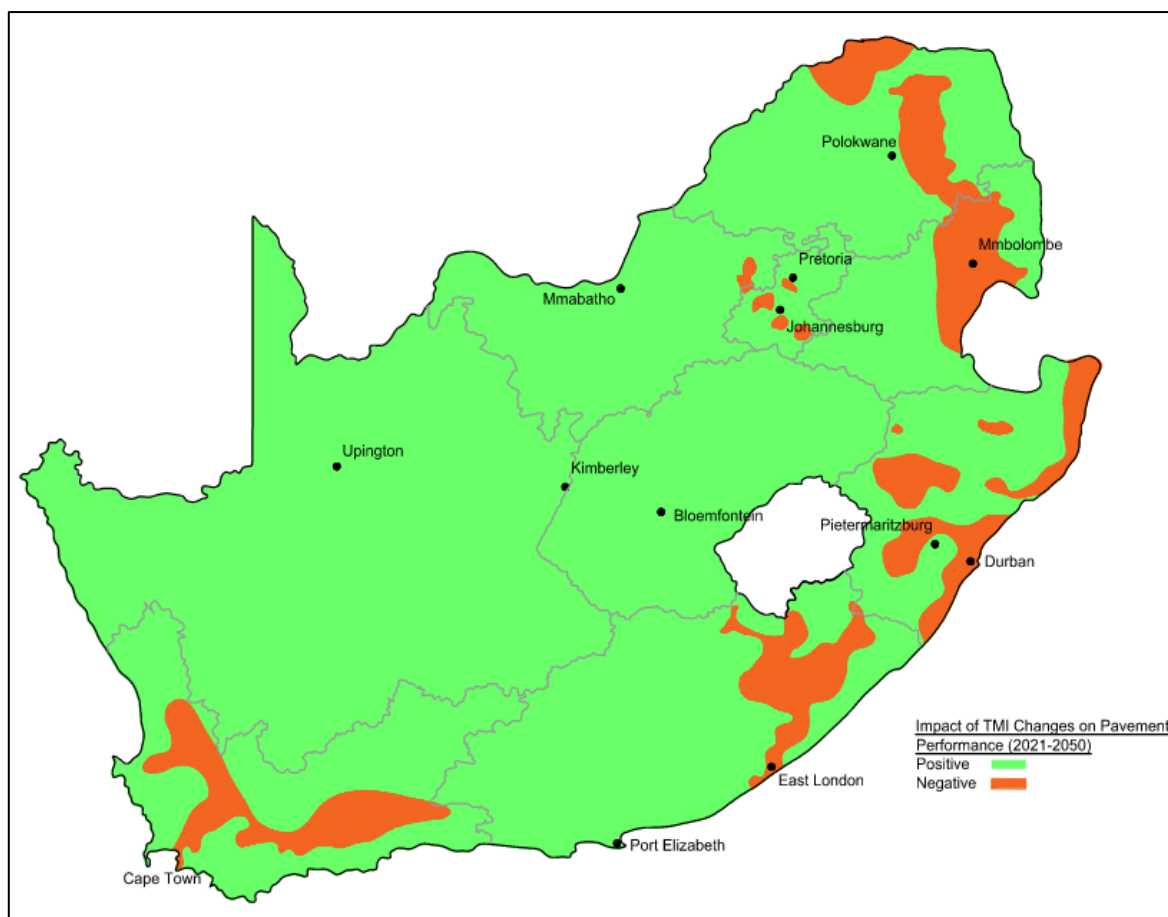 Polokwane
Mmbolombe
Pretoria
Mmabatho
Johannesburg
Upington
Kimberley
Bloemfontein
Pietermaritzburg
Durban
Impact of TMI Changes on Pavement
Performance (2021-2050)
Positive
Negative
East London
Port Elizabeth
Cape Town